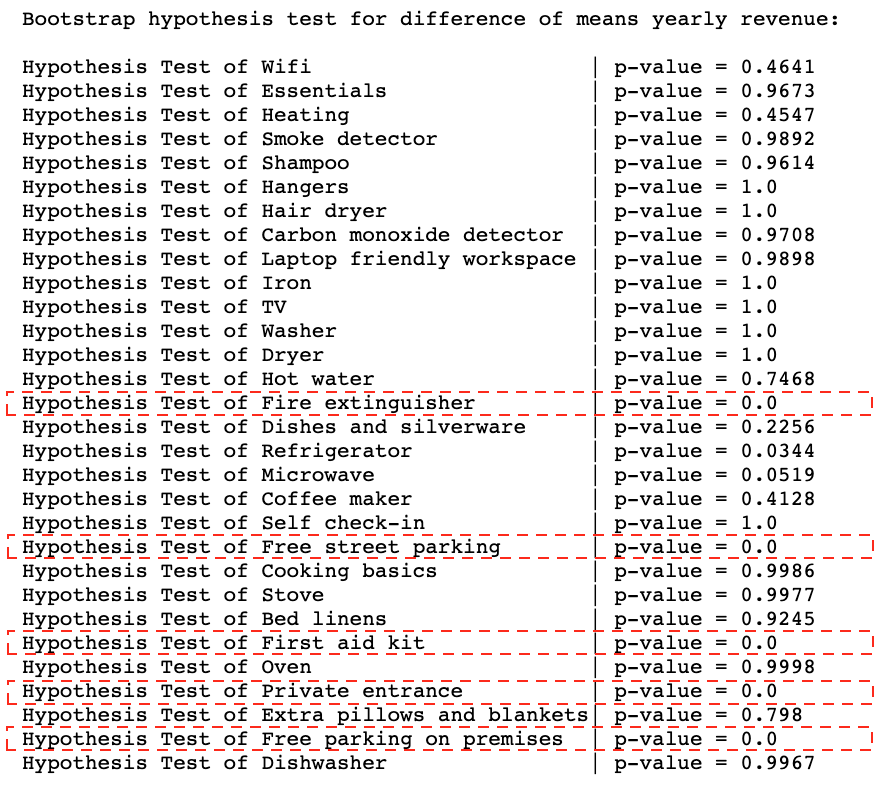 Bootstrap hypothesis test for difference of means yearly revenue:
Hypothesis Test of Wifi | p-value = 0.4641
Hypothesis Test of Essentials | p-value = 0.9673
Hypothesis Test of Heating | p-value = 0.4547
Hypothesis Test of Smoke detector | p-value = 0.9892
Hypothesis Test of Shampoo | p-value = 0.9614
Hypothesis Test of Hangers | p-value = 1.0
Hypothesis Test of Hair dryer | p-value = 1.0
Hypothesis Test of Carbon monoxide detector | p-value = 0.9708
Hypothesis Test of Laptop friendly workspace | p-value = 0.9898
Hypothesis Test of Iron | p-value = 1.0
Hypothesis Test of TV | p-value = 1.0
Hypothesis Test of Washer | p-value = 1.0
Hypothesis Test of Dryer | p-value = 1.0
Hypothesis Test of Hot water | p-value = 0.7468
Hypothesis Test of Fire extinguisher | p-value = 0.0
Hypothesis Test of Dishes and silverware | p-value = 0.2256
Hypothesis Test of Refrigerator | p-value = 0.0344
Hypothesis Test of Microwave | p-value = 0.0519
Hypothesis Test of Coffee maker | p-value = 0.4128
Hypothesis Test of Self check-in | p-value = 1.0
Hypothesis Test of Free street parking | p-value = 0.0
Hypothesis Test of Cooking basics | p-value = 0.9986
Hypothesis Test of Stove | p-value = 0.9977
Hypothesis Test of Bed linens | p-value = 0.9245
Hypothesis Test of First aid kit | p-value = 0.0
Hypothesis Test of Oven | p-value = 0.9998
Hypothesis Test of Private entrance | p-value = 0.0
Hypothesis Test of Extra pillows and blankets| p-value = 0.798
Hypothesis Test of Free parking on premises | p-value = 0.0
Hypothesis Test of Dishwasher | p-value = 0.9967